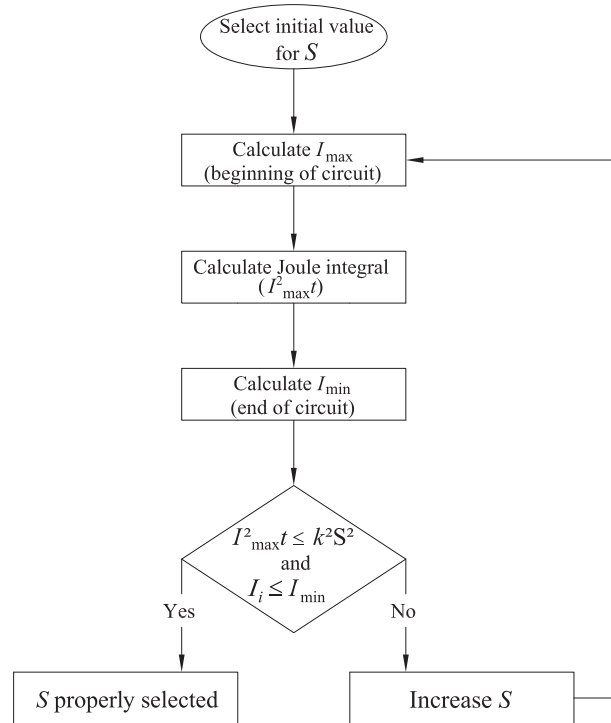 Select initial value
for S
Calculate I_max
(beginning of circuit)
Calculate Joule integral
(I²_max t)
Calculate I_min
(end of circuit)
I²_max t ≤ k²S²
and
I_i ≤ I_min
Yes
No
S properly selected
Increase S